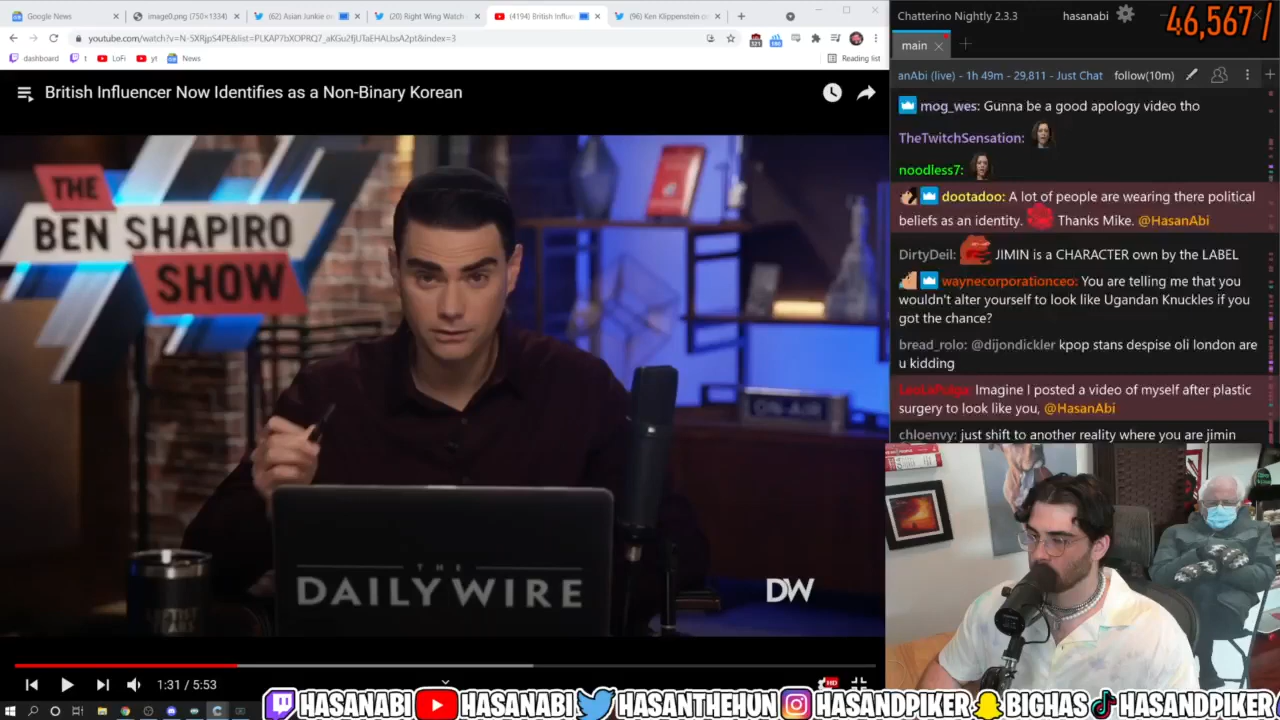 Google News
image0.png (750×1334)
(62) Asian Junkie
(20) Right Wing Watch
(4194) British Influen
(96) Ken Klippenstein
youtube.com/watch?v=N-5XRjpS4PE&list=PLKAP7bXOPRQ7_aKGu2fjUTaEHALbsA2pt&index=3
dashboard
t
LoFi
yt
News
Reading list
British Influencer Now Identifies as a Non-Binary Korean
THE
BEN SHAPIRO
SHOW
ON-AIR
THE
DAILYWIRE
DW
1:31 / 5:53
HD
Chatterino Nightly 2.3.3
hasanabi
46,567 /
main
anAbi (live) - 1h 49m - 29,811 - Just Chat
follow(10m)
mog_wes: Gunna be a good apology video tho
TheTwitchSensation:
noodless7:
dootadoo: A lot of people are wearing there political
beliefs as an identity. Thanks Mike. @HasanAbi
DirtyDeil: JIMIN is a CHARACTER own by the LABEL
waynecorporationceo: You are telling me that you
wouldn't alter yourself to look like Ugandan Knuckles if you
got the chance?
bread_rolo: @dijondickler kpop stans despise oli london are
u kidding
Imagine I posted a video of myself after plastic
surgery to look like you, @HasanAbi
chloenvy: just shift to another reality where you are jimin
HASANABI
HASANABI
HASANTHEHUN
HASANDPIKER
BIGHAS
HASANDPIKER